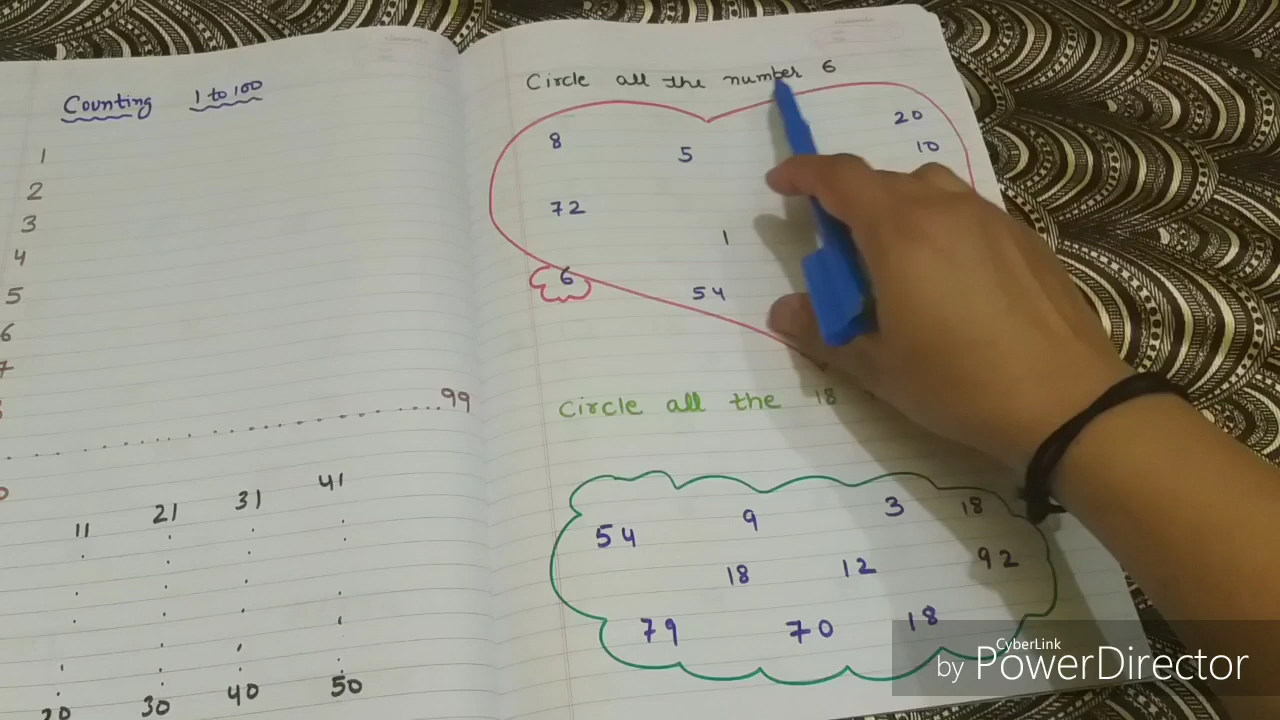 Counting 1 to 100
1
2
3
4
5
6
7
99
11 21 31 41
20 30 40 50
Circle all the number 6
8 5 20
10
72
1
6 54
Circle all the 18
54 9 3 18
18 12 92
79 70 18
CyberLink
by PowerDirector